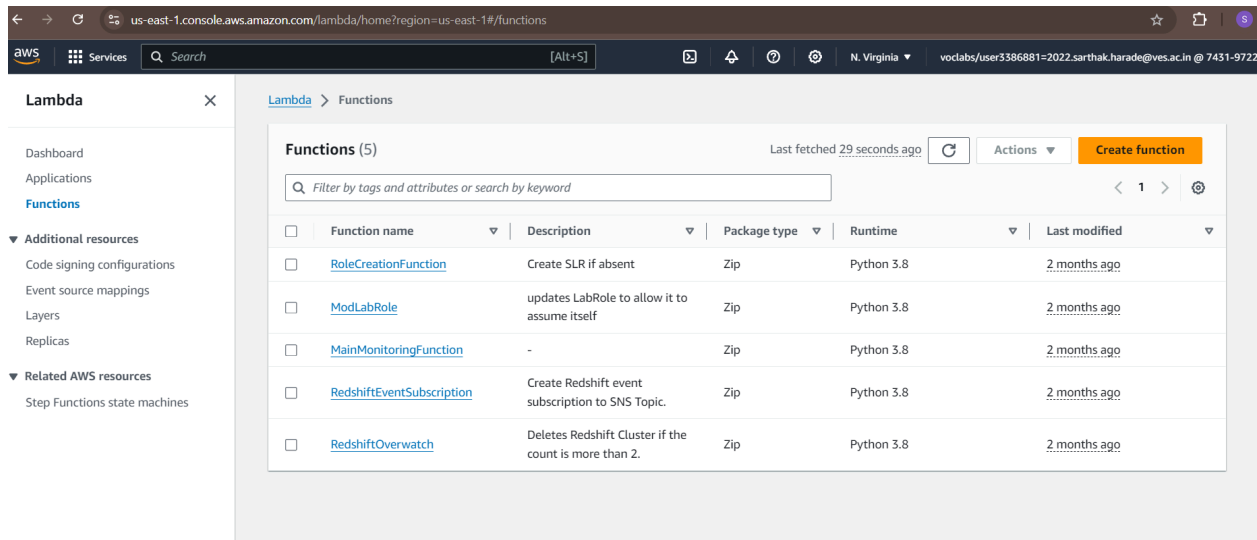 us-east-1.console.aws.amazon.com/lambda/home?region=us-east-1#/functions
S
aws
Services
Search
[Alt+S]
N. Virginia
voclabs/user3386881=2022.sarthak.harade@ves.ac.in @ 7431-9722
Lambda
Dashboard
Applications
Functions
Additional resources
Code signing configurations
Event source mappings
Layers
Replicas
Related AWS resources
Step Functions state machines
Lambda > Functions
Functions (5)
Last fetched 29 seconds ago
Actions
Create function
Filter by tags and attributes or search by keyword
1
Function name Description Package type Runtime Last modified
RoleCreationFunction Create SLR if absent Zip Python 3.8 2 months ago
ModLabRole updates LabRole to allow it to Zip Python 3.8 2 months ago
assume itself
MainMonitoringFunction - Zip Python 3.8 2 months ago
RedshiftEventSubscription Create Redshift event Zip Python 3.8 2 months ago
subscription to SNS Topic.
RedshiftOverwatch Deletes Redshift Cluster if the Zip Python 3.8 2 months ago
count is more than 2.